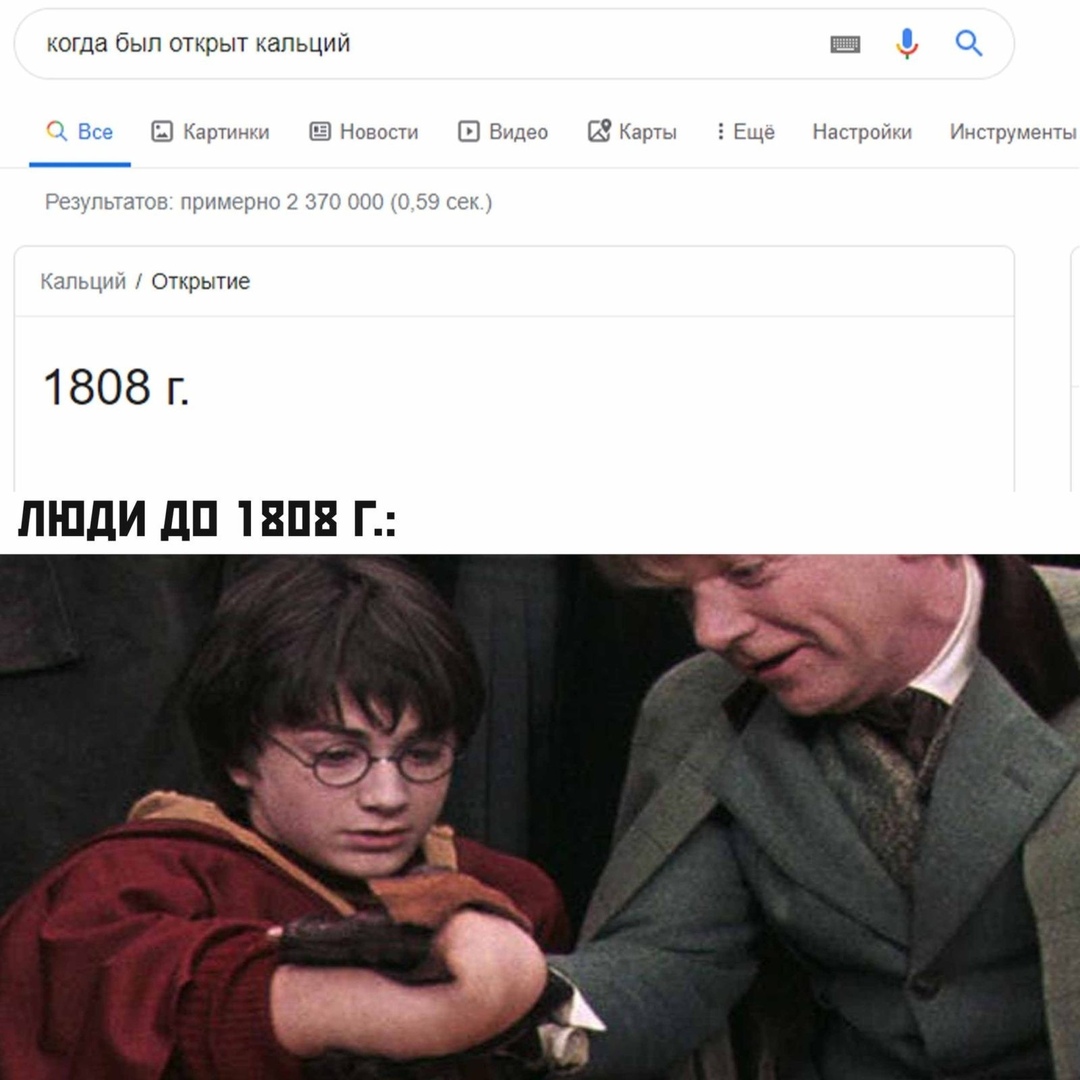 когда был открыт кальций
Все Картинки Новости Видео Карты Ещё Настройки Инструменты
Результатов: примерно 2 370 000 (0,59 сек.)
Кальций / Открытие
1808 г.
ЛЮДИ ДО 1808 Г.: